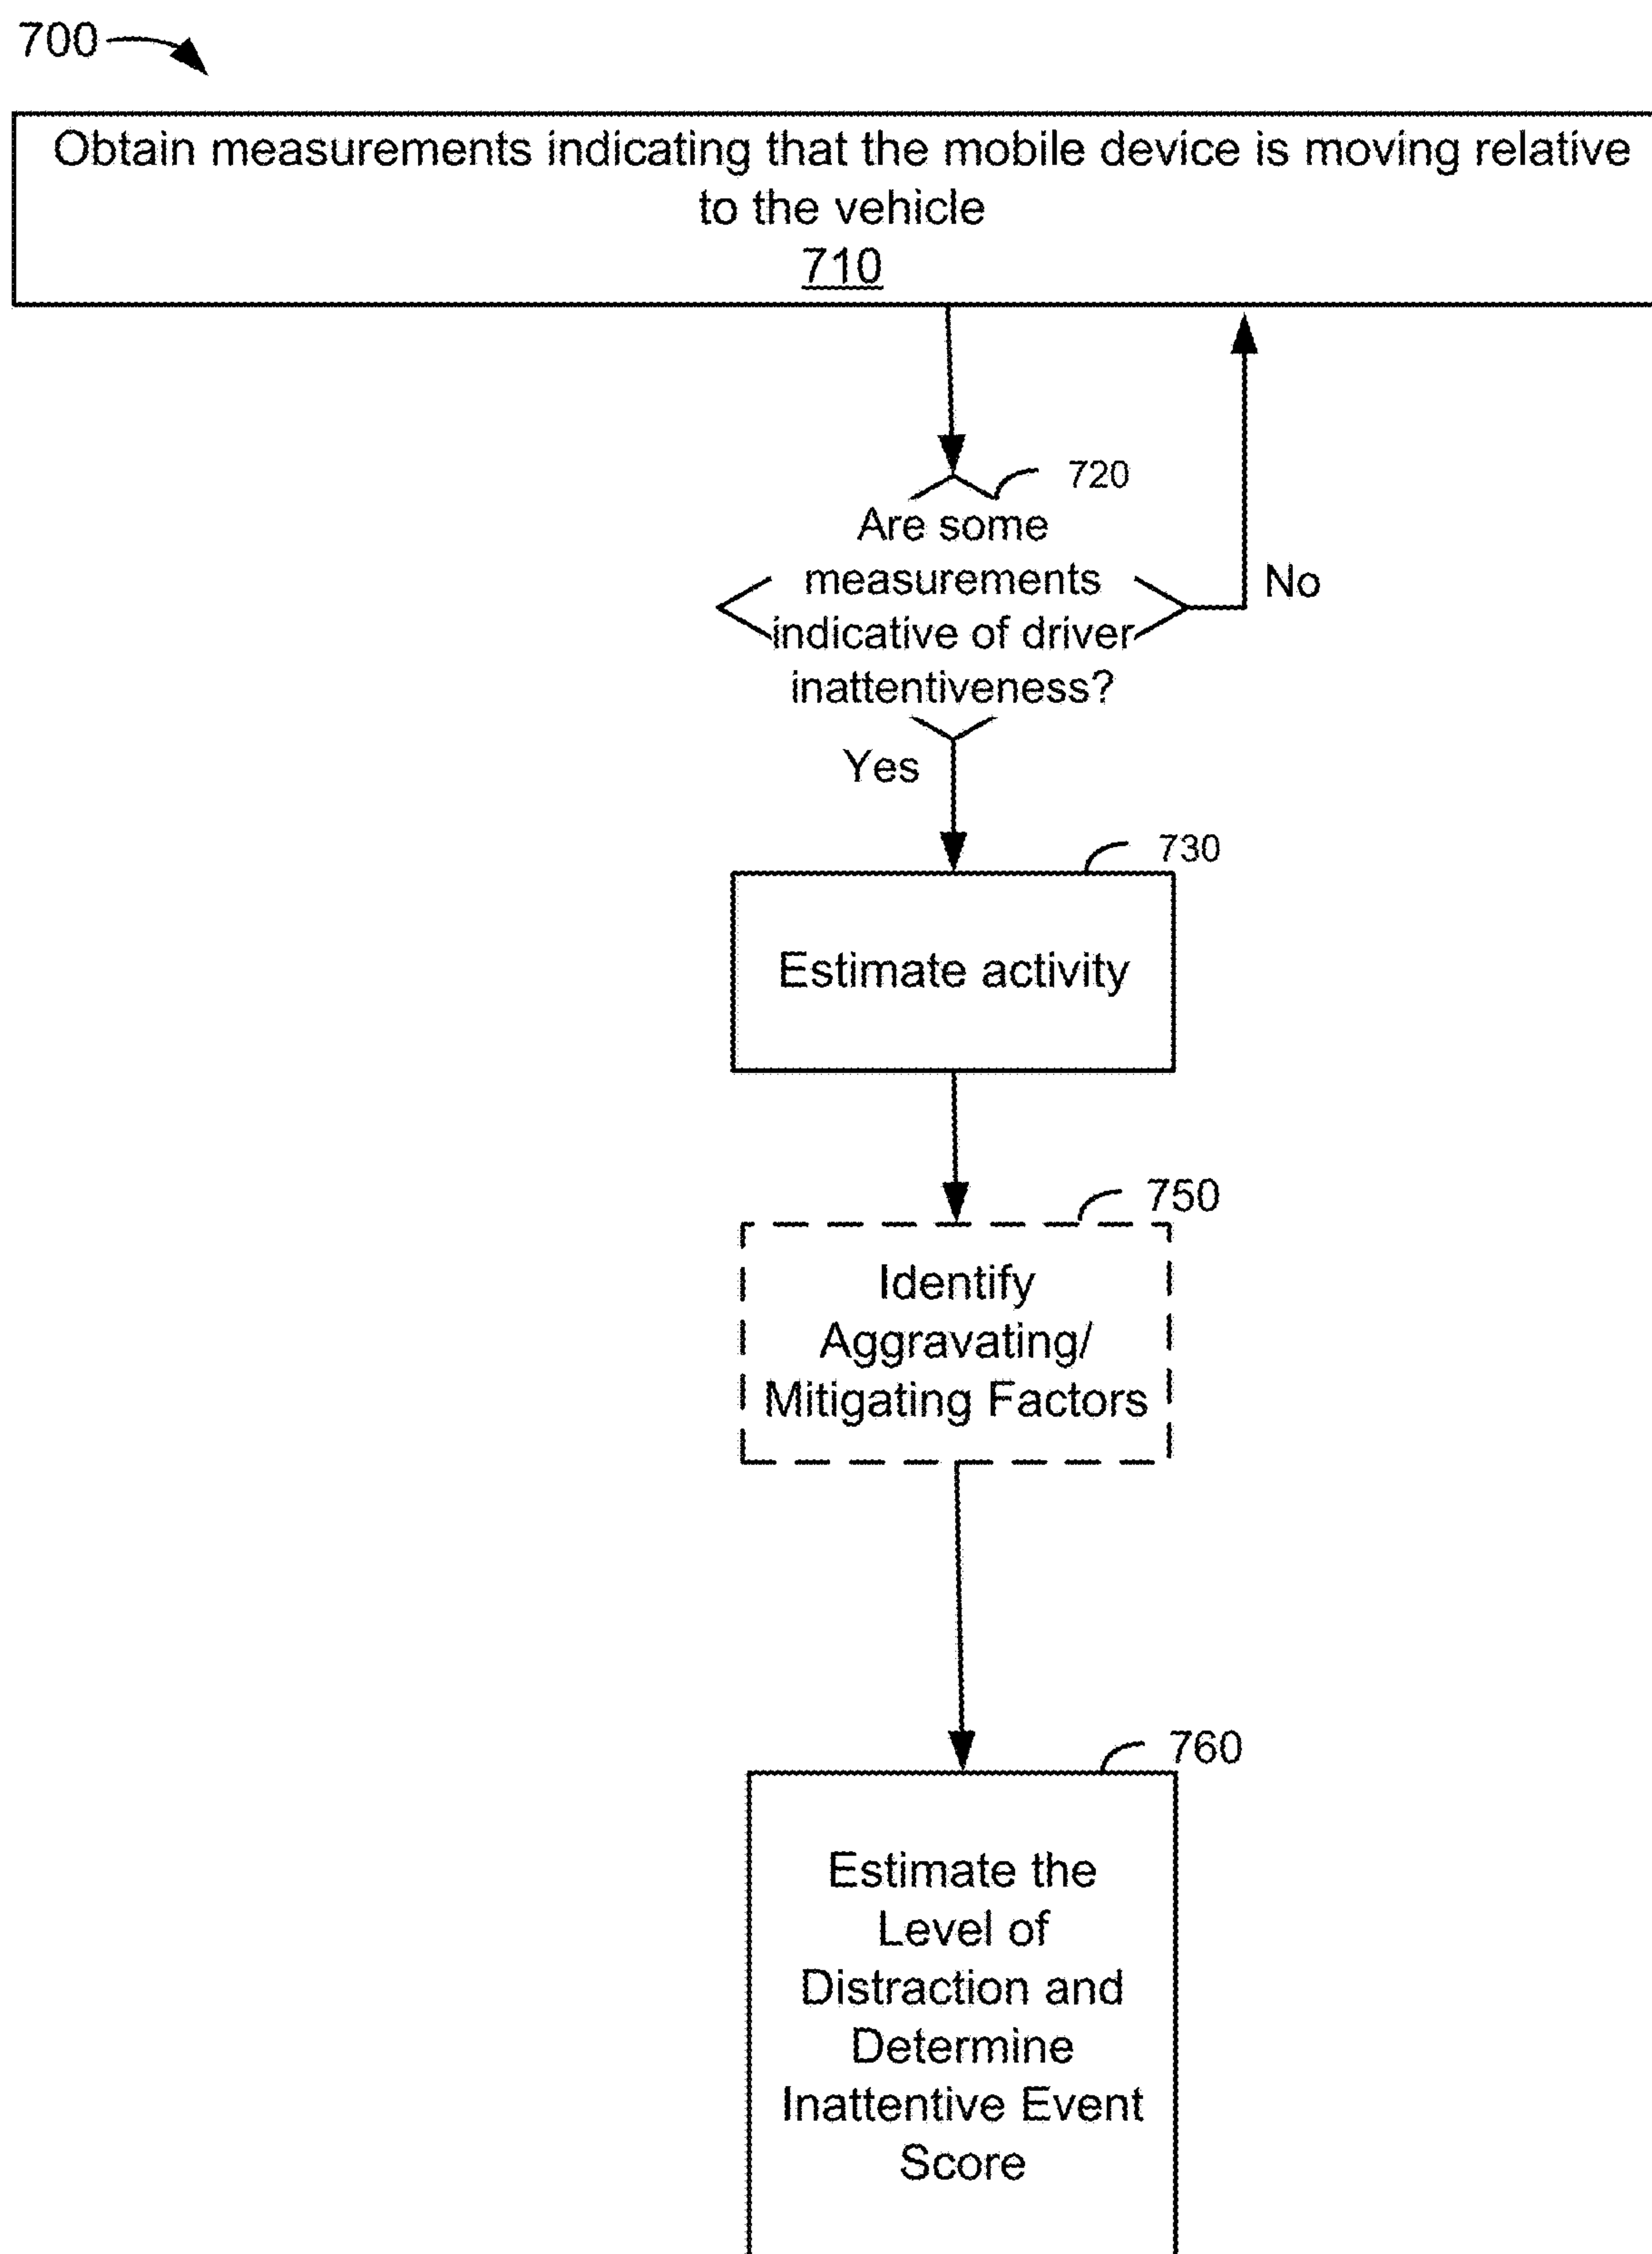 700
Obtain measurements indicating that the mobile device is moving relative
to the vehicle
710
720
Are some
measurements
indicative of driver
inattentiveness?
No
Yes
730
Estimate activity
750
Identify
Aggravating/
Mitigating Factors
760
Estimate the
Level of
Distraction and
Determine
Inattentive Event
Score